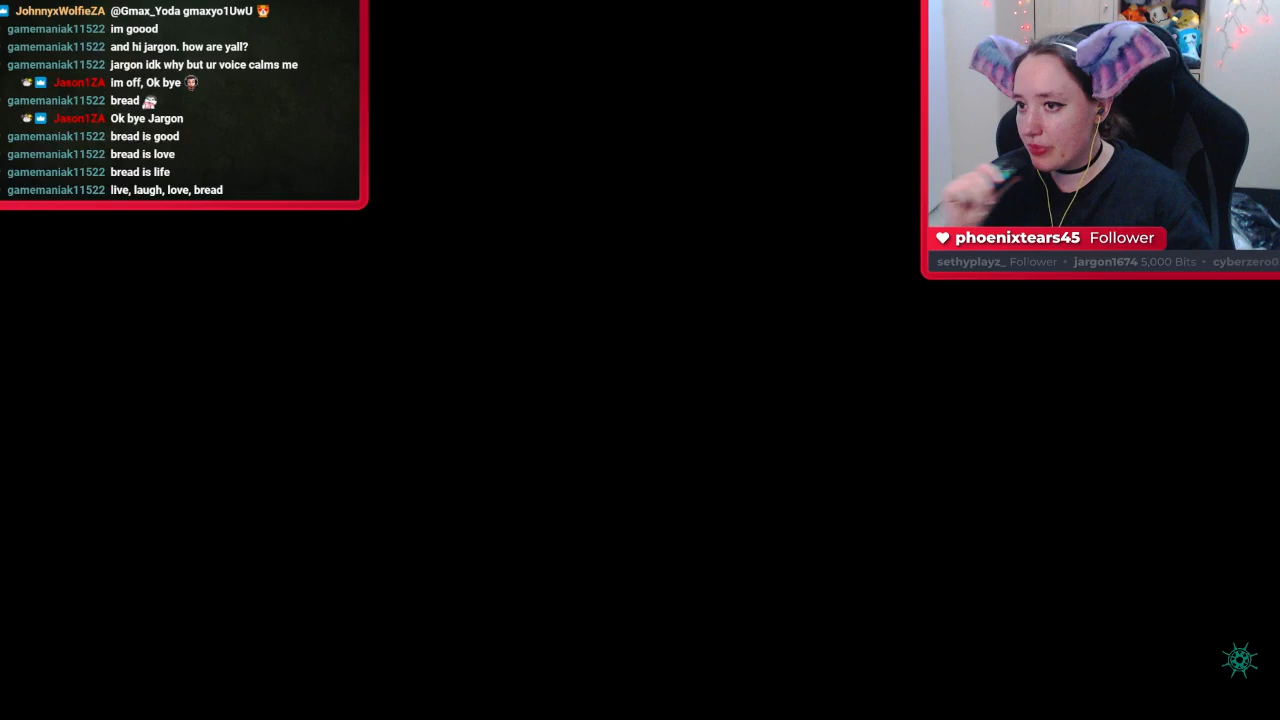 JohnnyxWolfieZA @Gmax_Yoda gmaxyo1UwU
gamemaniak11522 im goood
gamemaniak11522 and hi jargon. how are yall?
gamemaniak11522 jargon idk why but ur voice calms me
Jason1ZA im off, Ok bye
gamemaniak11522 bread
Jason1ZA Ok bye Jargon
gamemaniak11522 bread is good
gamemaniak11522 bread is love
gamemaniak11522 bread is life
gamemaniak11522 live, laugh, love, bread
phoenixtears45 Follower
sethyplayz_ Follower • jargon1674 5,000 Bits • cyberzero0